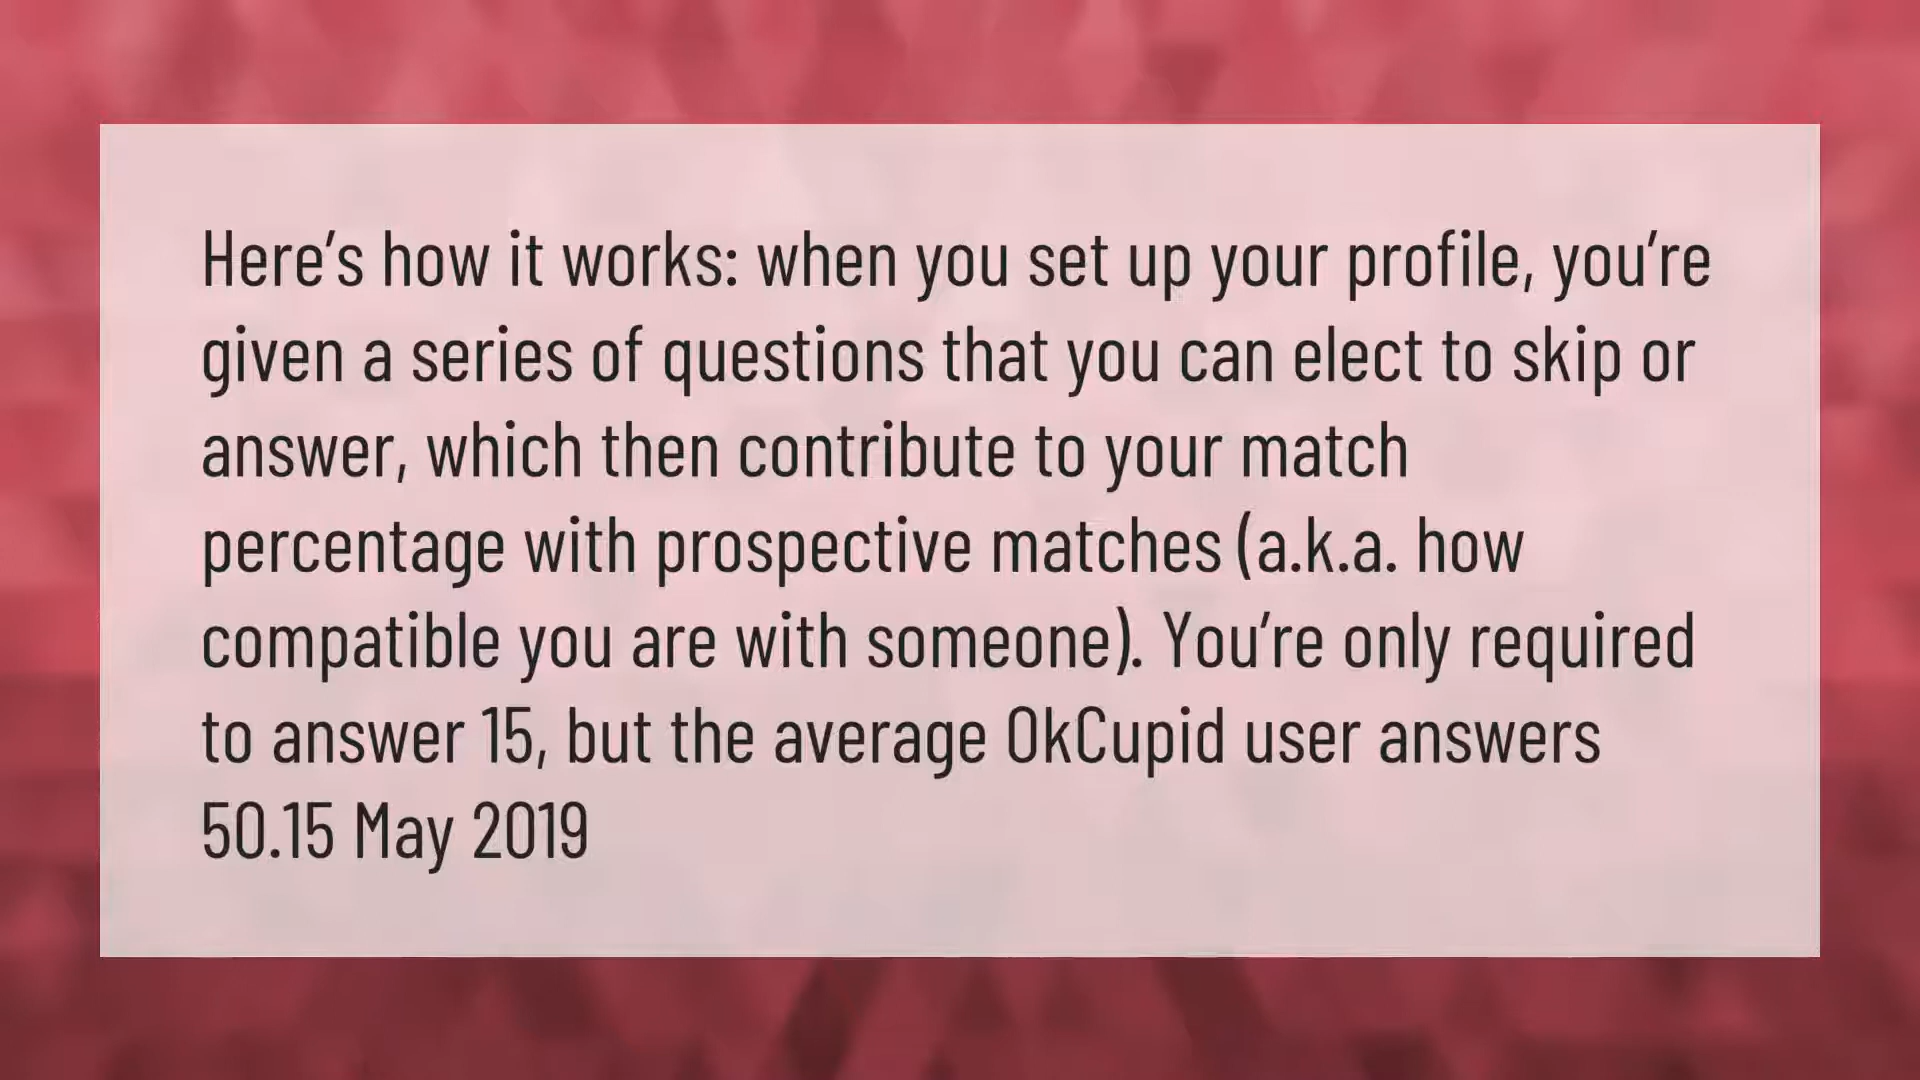 Here’s how it works: when you set up your profile, you’re
given a series of questions that you can elect to skip or
answer, which then contribute to your match
percentage with prospective matches (a.k.a. how
compatible you are with someone). You’re only required
to answer 15, but the average OkCupid user answers
50.15 May 2019